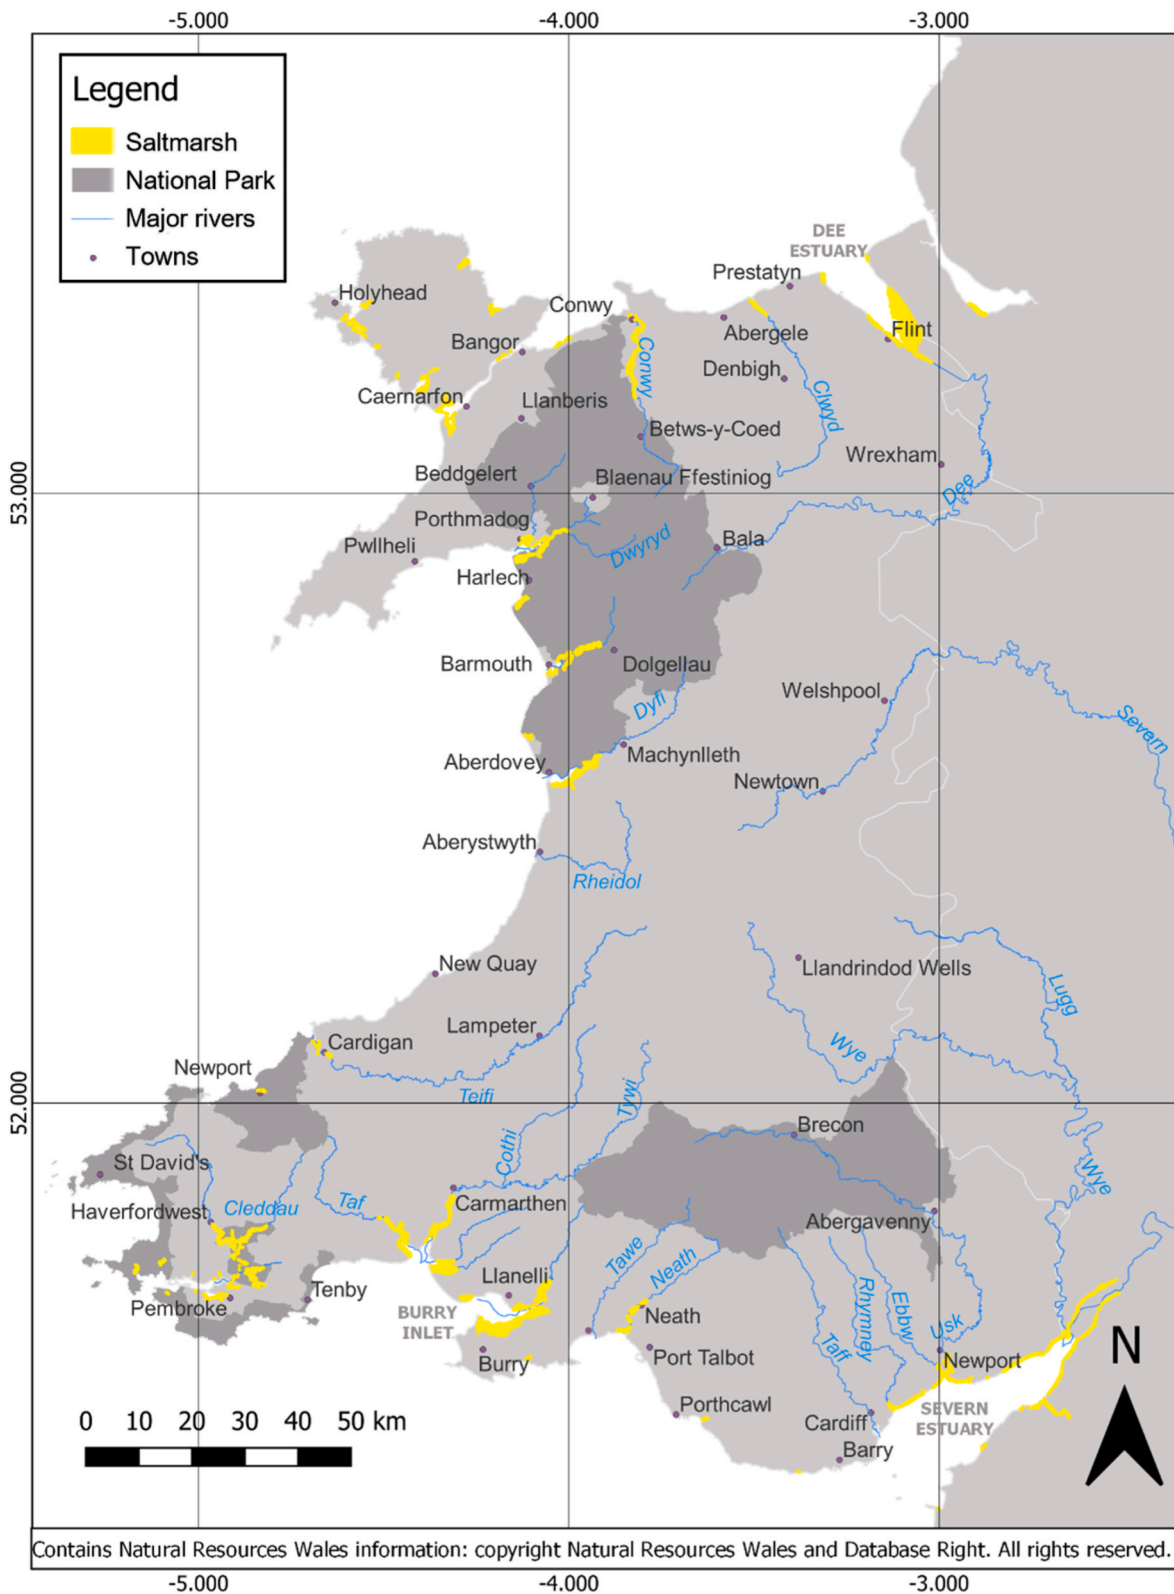 -5.000
-4.000
-3.000
Legend
Saltmarsh
National Park
Major rivers
Towns
DEE
ESTUARY
Prestatyn
Holyhead
Conwy
Flint
Abergele
Bangor
Conwy
Denbigh
Caernarfon
Llanberis
Clwyd
Betws-y-Coed
Wrexham
Beddgelert
Blaenau Ffestiniog
Dee
53.000
Porthmadog
Pwllheli
Dwyryd
Bala
Harlech
Barmouth
Dolgellau
Welshpool
Dyfi
Severn
Aberdovey
Machynlleth
Newtown
Aberystwyth
Rheidol
New Quay
Llandrindod Wells
Lugg
Lampeter
Cardigan
Wye
Newport
Teifi
Tywi
52.000
Brecon
Cothi
St David's
Wye
Haverfordwest
Cleddau
Taf
Carmarthen
Abergavenny
Tawe
Neath
Llanelli
Tenby
Pembroke
BURRY
INLET
Neath
Rhymney
Ebbw
Usk
Taff
Burry
Port Talbot
Newport
N
Porthcawl
Cardiff
SEVERN
ESTUARY
Barry
0 10 20 30 40 50 km
Contains Natural Resources Wales information: copyright Natural Resources Wales and Database Right. All rights reserved.
-5.000
-4.000
-3.000